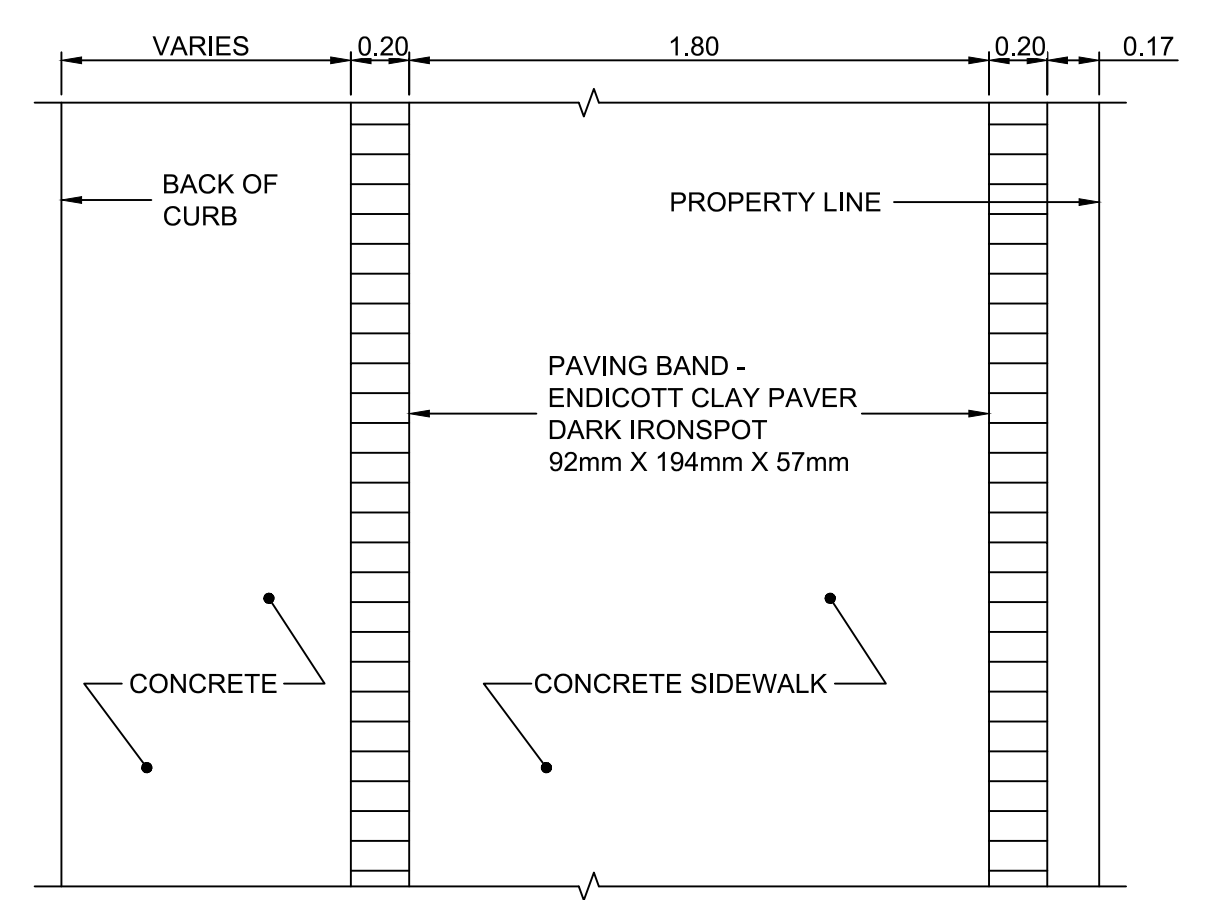 VARIES 0.20 1.80 0.20 0.17
BACK OF
CURB
PROPERTY LINE
PAVING BAND -
ENDICOTT CLAY PAVER
DARK IRONSPOT
92mm X 194mm X 57mm
CONCRETE
CONCRETE SIDEWALK